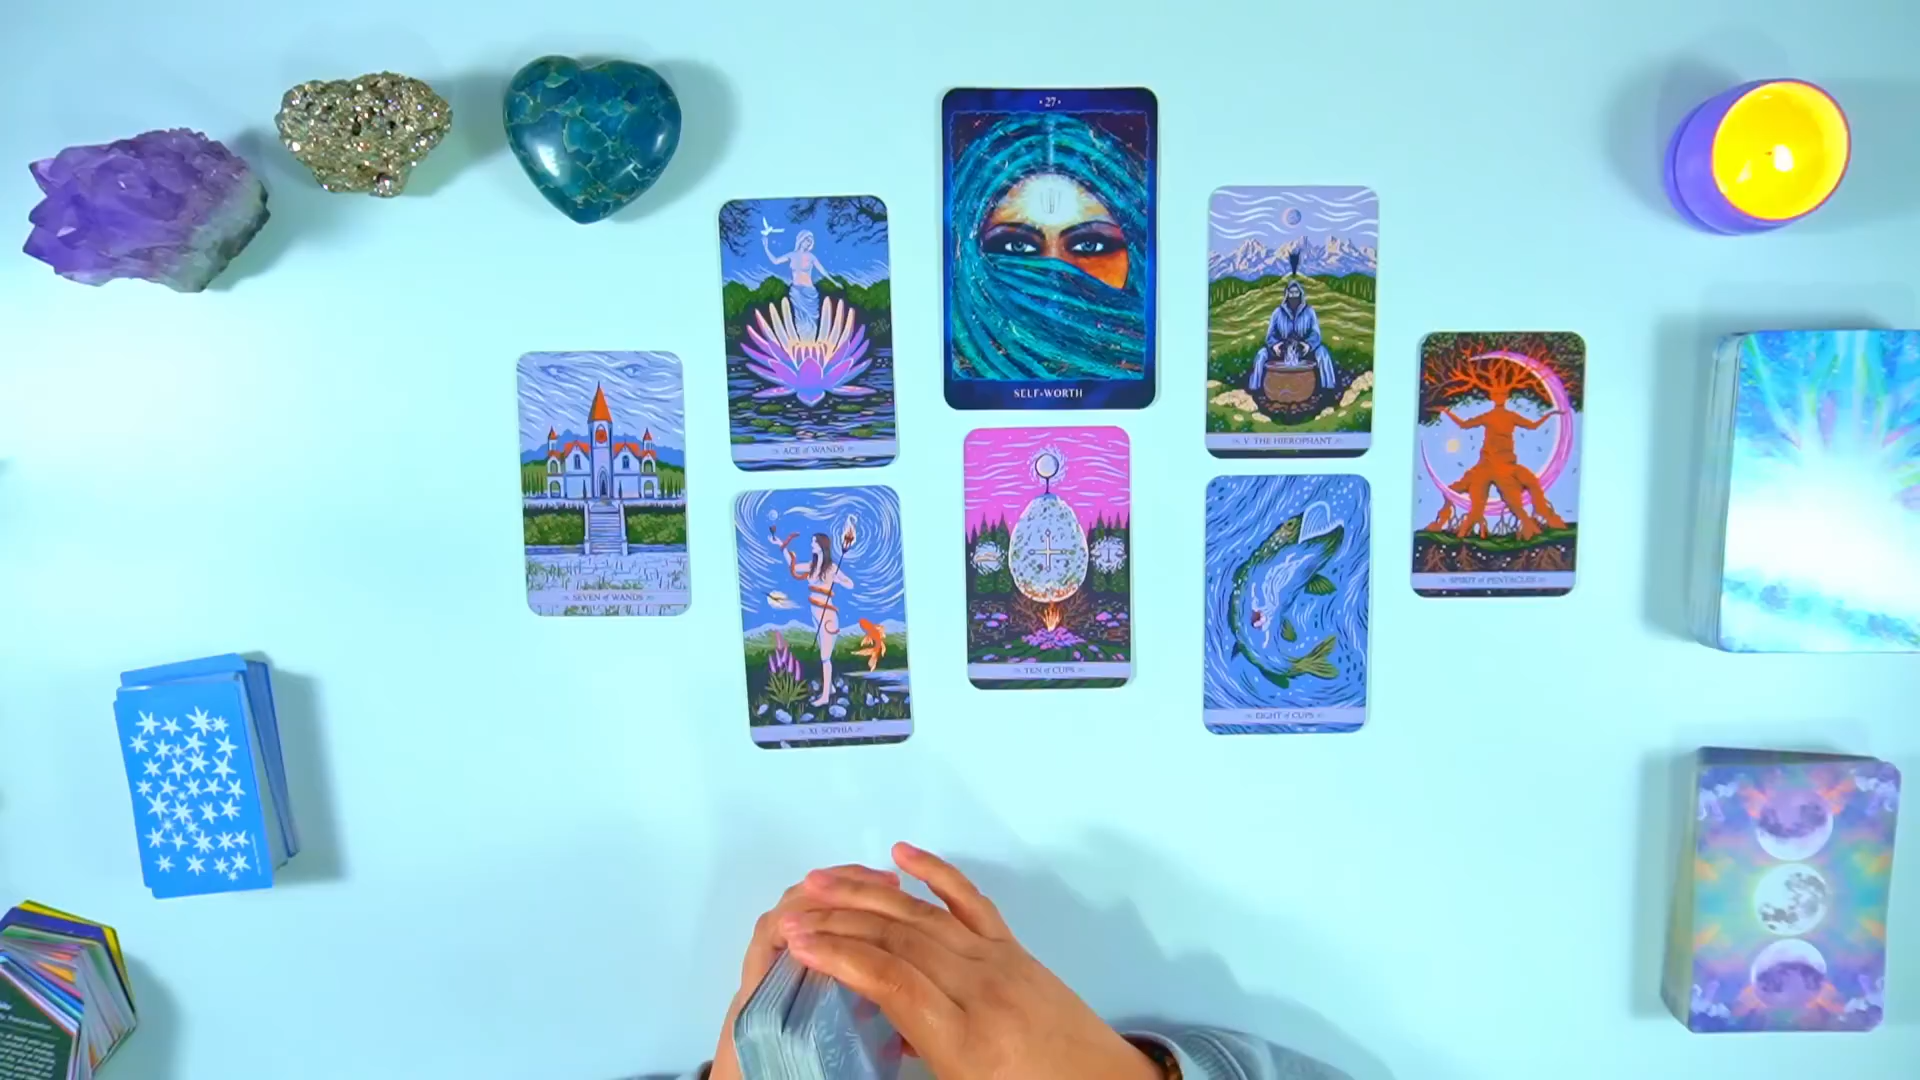 · 27 ·
SELF-WORTH
ACE of WANDS
V. THE HIEROPHANT
SEVEN of WANDS
XI SOPHIA
TEN of CUPS
EIGHT of CUPS
SPIRIT of PENTACLES